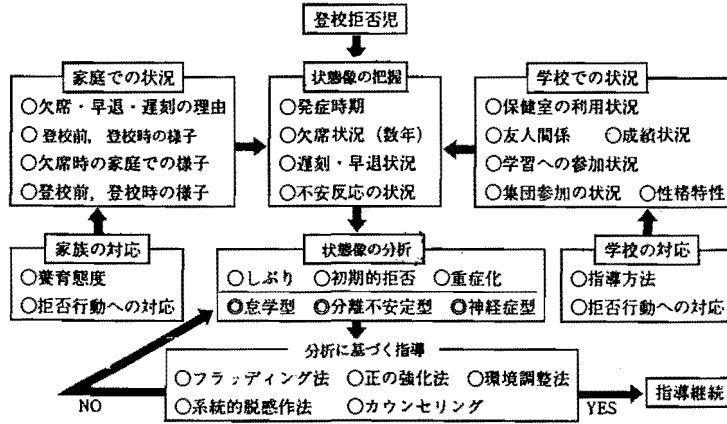 登校拒否児
家庭での状況
○欠席・早退・遅刻の理由
○登校前，登校時の様子
○欠席時の家庭での様子
○登校前，登校時の様子
状態像の把握
○発症時期
○欠席状況（数年）
○遅刻・早退状況
○不安反応の状況
学校での状況
○保健室の利用状況
○友人関係 ○成績状況
○学習への参加状況
○集団参加の状況 ○性格特性
家族の対応
○養育態度
○拒否行動への対応
状態像の分析
○しぶり ○初期的拒否 ○重症化
◎怠学型 ◎分離不安定型 ◎神経症型
学校の対応
○指導方法
○拒否行動への対応
分析に基づく指導
○フラッディング法 ○正の強化法 ○環境調整法
○系統的脱感作法 ○カウンセリング
NO
YES
指導継続